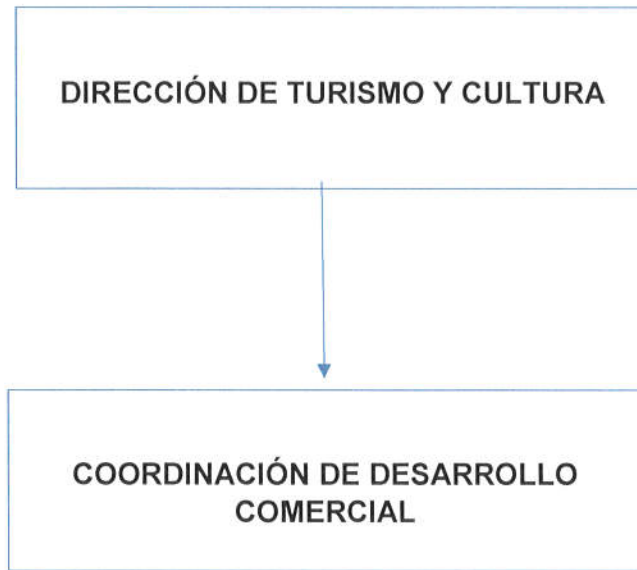 DIRECCIÓN DE TURISMO Y CULTURA
COORDINACIÓN DE DESARROLLO
COMERCIAL